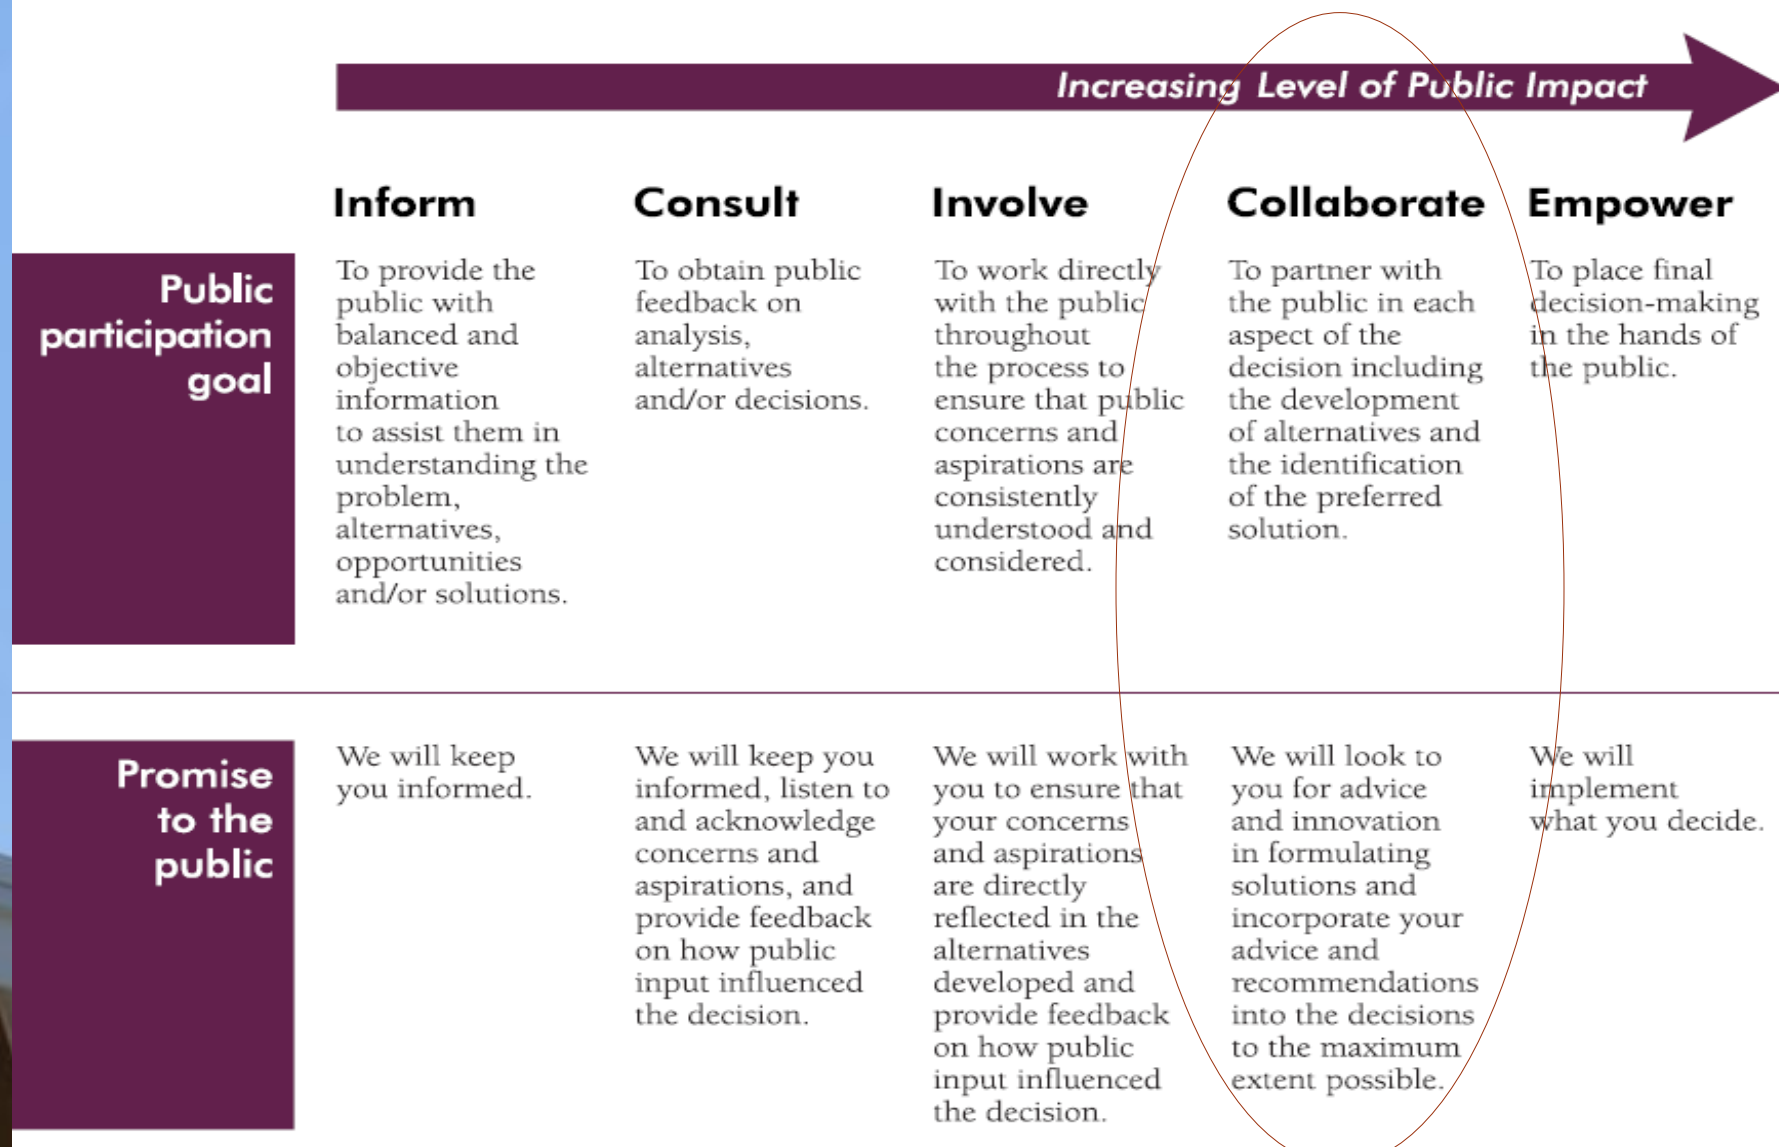 Increasing Level of Public Impact
Inform
Consult
Involve
Collaborate
Empower
Public
participation
goal
To provide the
public with
balanced and
objective
information
to assist them in
understanding the
problem,
alternatives,
opportunities
and/or solutions.
To obtain public
feedback on
analysis,
alternatives
and/or decisions.
To work directly
with the public
throughout
the process to
ensure that public
concerns and
aspirations are
consistently
understood and
considered.
To partner with
the public in each
aspect of the
decision including
the development
of alternatives and
the identification
of the preferred
solution.
To place final
decision-making
in the hands of
the public.
Promise
to the
public
We will keep
you informed.
We will keep you
informed, listen to
and acknowledge
concerns and
aspirations, and
provide feedback
on how public
input influenced
the decision.
We will work with
you to ensure that
your concerns
and aspirations
are directly
reflected in the
alternatives
developed and
provide feedback
on how public
input influenced
the decision.
We will look to
you for advice
and innovation
in formulating
solutions and
incorporate your
advice and
recommendations
into the decisions
to the maximum
extent possible.
We will
implement
what you decide.